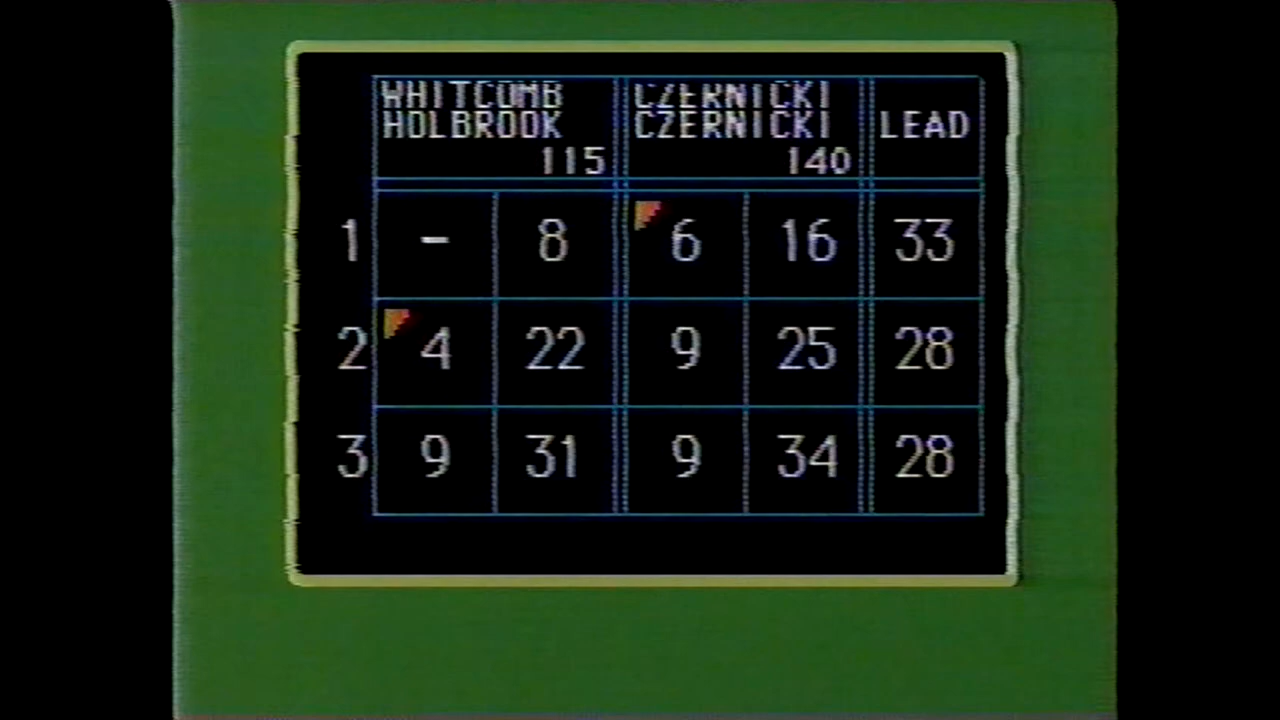 WHITCOMB CZERNICKI
HOLBROOK CZERNICKI LEAD
115 140
1 - 8 6 16 33
2 4 22 9 25 28
3 9 31 9 34 28